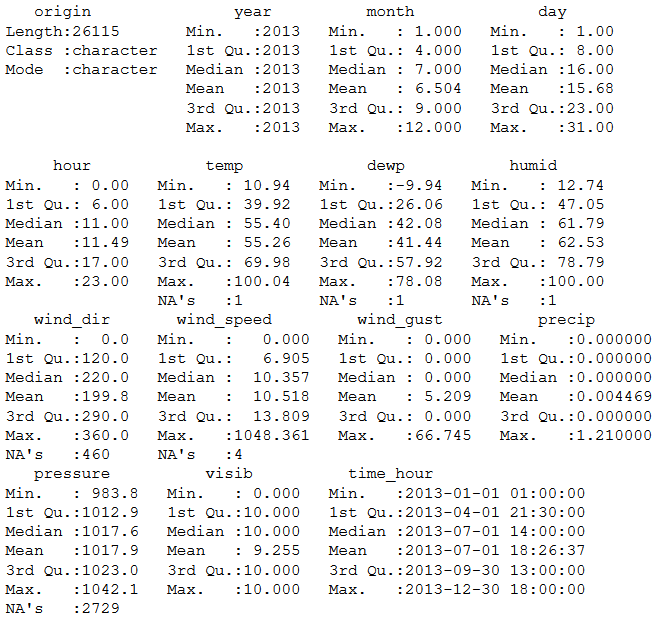 origin year month day
Length:26115 Min. :2013 Min. : 1.000 Min. : 1.00
Class :character 1st Qu.:2013 1st Qu.: 4.000 1st Qu.: 8.00
Mode :character Median :2013 Median : 7.000 Median :16.00
Mean :2013 Mean : 6.504 Mean :15.68
3rd Qu.:2013 3rd Qu.: 9.000 3rd Qu.:23.00
Max. :2013 Max. :12.000 Max. :31.00
hour temp dewp humid
Min. : 0.00 Min. : 10.94 Min. :-9.94 Min. : 12.74
1st Qu.: 6.00 1st Qu.: 39.92 1st Qu.:26.06 1st Qu.: 47.05
Median :11.00 Median : 55.40 Median :42.08 Median : 61.79
Mean :11.49 Mean : 55.26 Mean :41.44 Mean : 62.53
3rd Qu.:17.00 3rd Qu.: 69.98 3rd Qu.:57.92 3rd Qu.: 78.79
Max. :23.00 Max. :100.04 Max. :78.08 Max. :100.00
NA's :1 NA's :1 NA's :1
wind_dir wind_speed wind_gust precip
Min. : 0.0 Min. : 0.000 Min. : 0.000 Min. :0.000000
1st Qu.:120.0 1st Qu.: 6.905 1st Qu.: 0.000 1st Qu.:0.000000
Median :220.0 Median : 10.357 Median : 0.000 Median :0.000000
Mean :199.8 Mean : 10.518 Mean : 5.209 Mean :0.004469
3rd Qu.:290.0 3rd Qu.: 13.809 3rd Qu.: 0.000 3rd Qu.:0.000000
Max. :360.0 Max. :1048.361 Max. :66.745 Max. :1.210000
NA's :460 NA's :4
pressure visib time_hour
Min. : 983.8 Min. : 0.000 Min. :2013-01-01 01:00:00
1st Qu.:1012.9 1st Qu.:10.000 1st Qu.:2013-04-01 21:30:00
Median :1017.6 Median :10.000 Median :2013-07-01 14:00:00
Mean :1017.9 Mean : 9.255 Mean :2013-07-01 18:26:37
3rd Qu.:1023.0 3rd Qu.:10.000 3rd Qu.:2013-09-30 13:00:00
Max. :1042.1 Max. :10.000 Max. :2013-12-30 18:00:00
NA's :2729